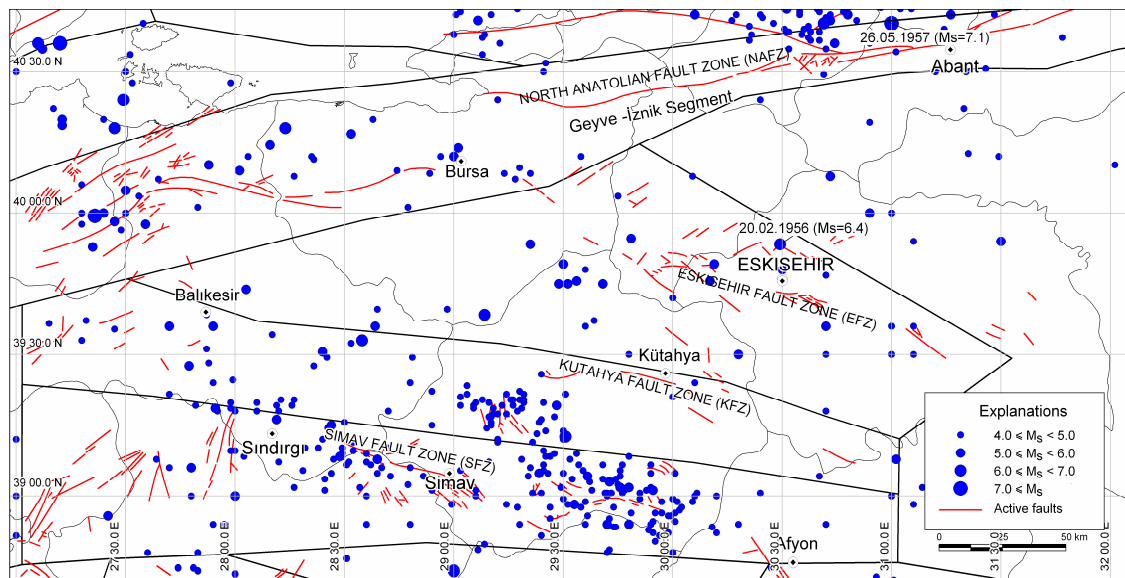 26.05.1957 (Ms=7.1)
40 30.0 N
Abant
NORTH ANATOLIAN FAULT ZONE (NAFZ)
Geyve -İznik Segment
Bursa
40 00.0 N
20.02.1956 (Ms=6.4)
ESKISEHIR
ESKISEHIR FAULT ZONE (EFZ)
Balıkesir
39 30.0 N
Kütahya
KUTAHYA FAULT ZONE (KFZ)
Sındırgı
SIMAV FAULT ZONE (SFZ)
Simav
39 00.0 N
Explanations
4.0 ⩽ Ms < 5.0
5.0 ⩽ Ms < 6.0
6.0 ⩽ Ms < 7.0
7.0 ⩽ Ms
Active faults
0 25 50 km
Afyon
27 30.0 E
28 00.0 E
28 30.0 E
29 00.0 E
29 30.0 E
30 00.0 E
30 30.0 E
31 00.0 E
31 30.0 E
32 00.0 E